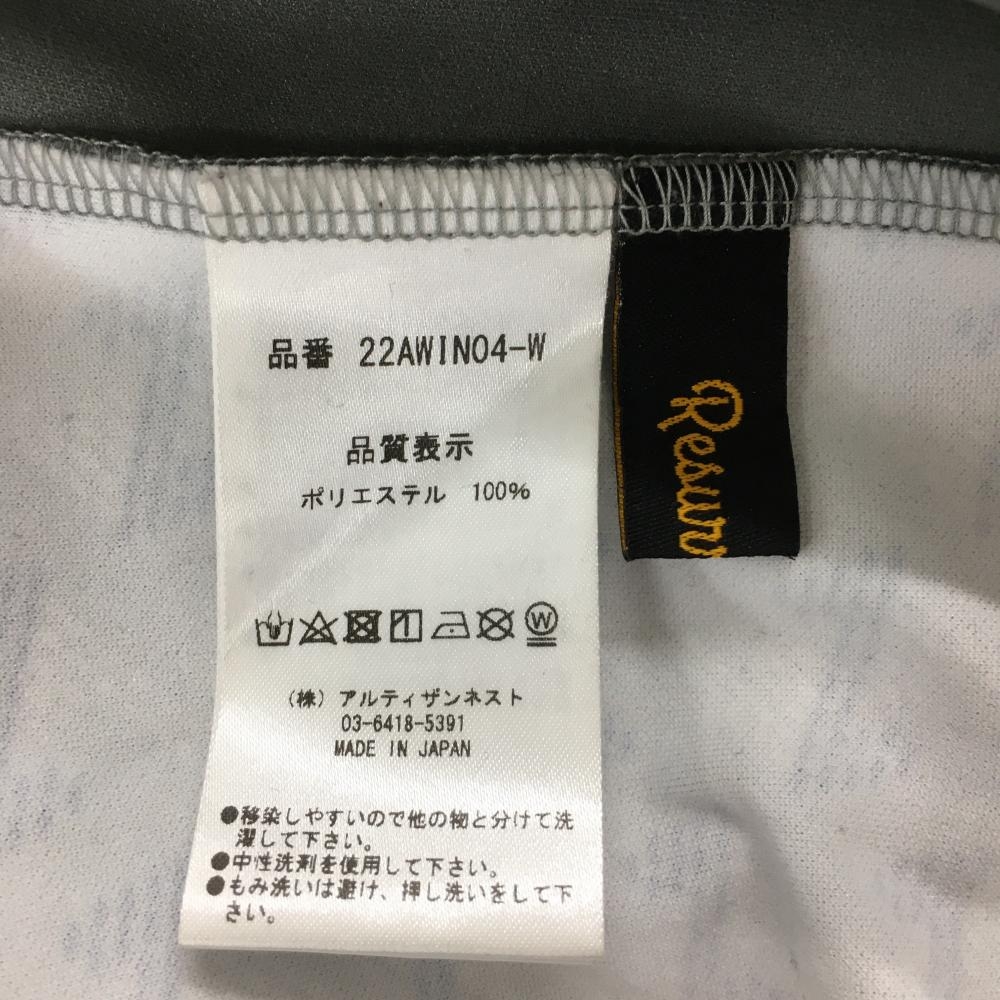 品番 22AWINO4-W
品質表示
ポリエステル 100%
W
(株) アルティザンネスト
03-6418-5391
MADE IN JAPAN
●移染しやすいので他の物と分けて洗
濯して下さい。
●中性洗剤を使用して下さい。
●もみ洗いは避け、押し洗いをして下
さい。